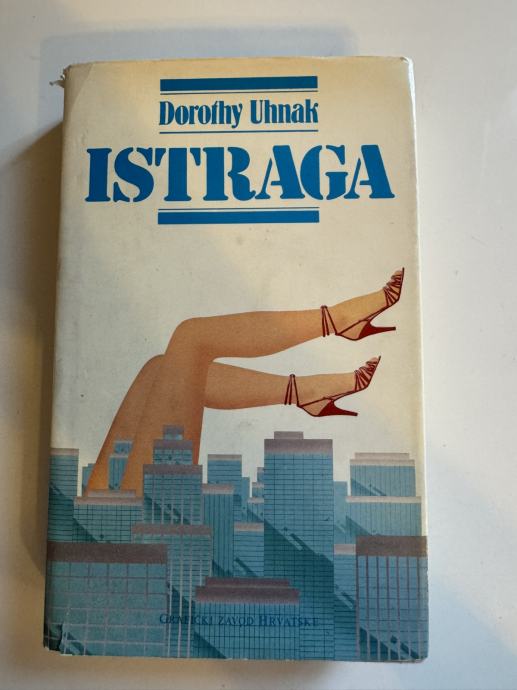 Dorothy Uhnak
ISTRAGA
GRAFIČKI ZAVOD HRVATSKE